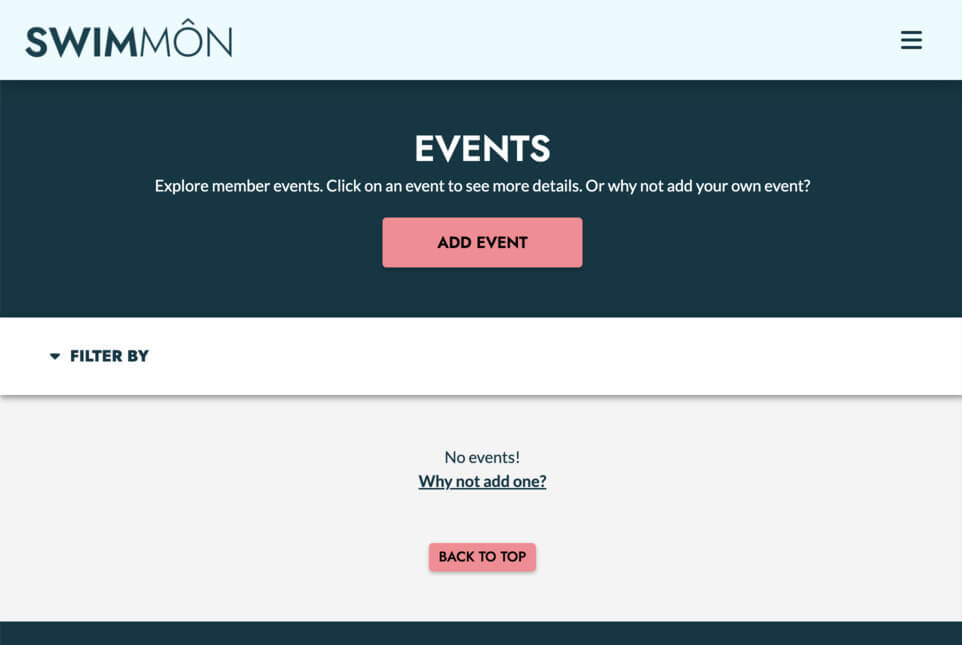 SWIMMÔN
EVENTS
Explore member events. Click on an event to see more details. Or why not add your own event?
ADD EVENT
FILTER BY
No events!
Why not add one?
BACK TO TOP